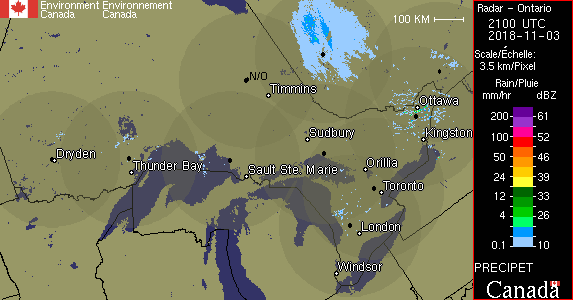 Environment Environnement
Canada Canada
100 KM
N/O
Timmins
Ottawa
Sudbury
Kingston
Dryden
Thunder Bay
Sault Ste. Marie
Orillia
Toronto
London
Windsor
Radar - Ontario
2100 UTC
2018-11-03
Scale/Échelle:
3.5 km/Pixel
Rain/Pluie
mm/hr dBZ
200 61
100 52
50 46
24 39
12 33
4 26
1 20
0.1 10
PRECIPET
Canada